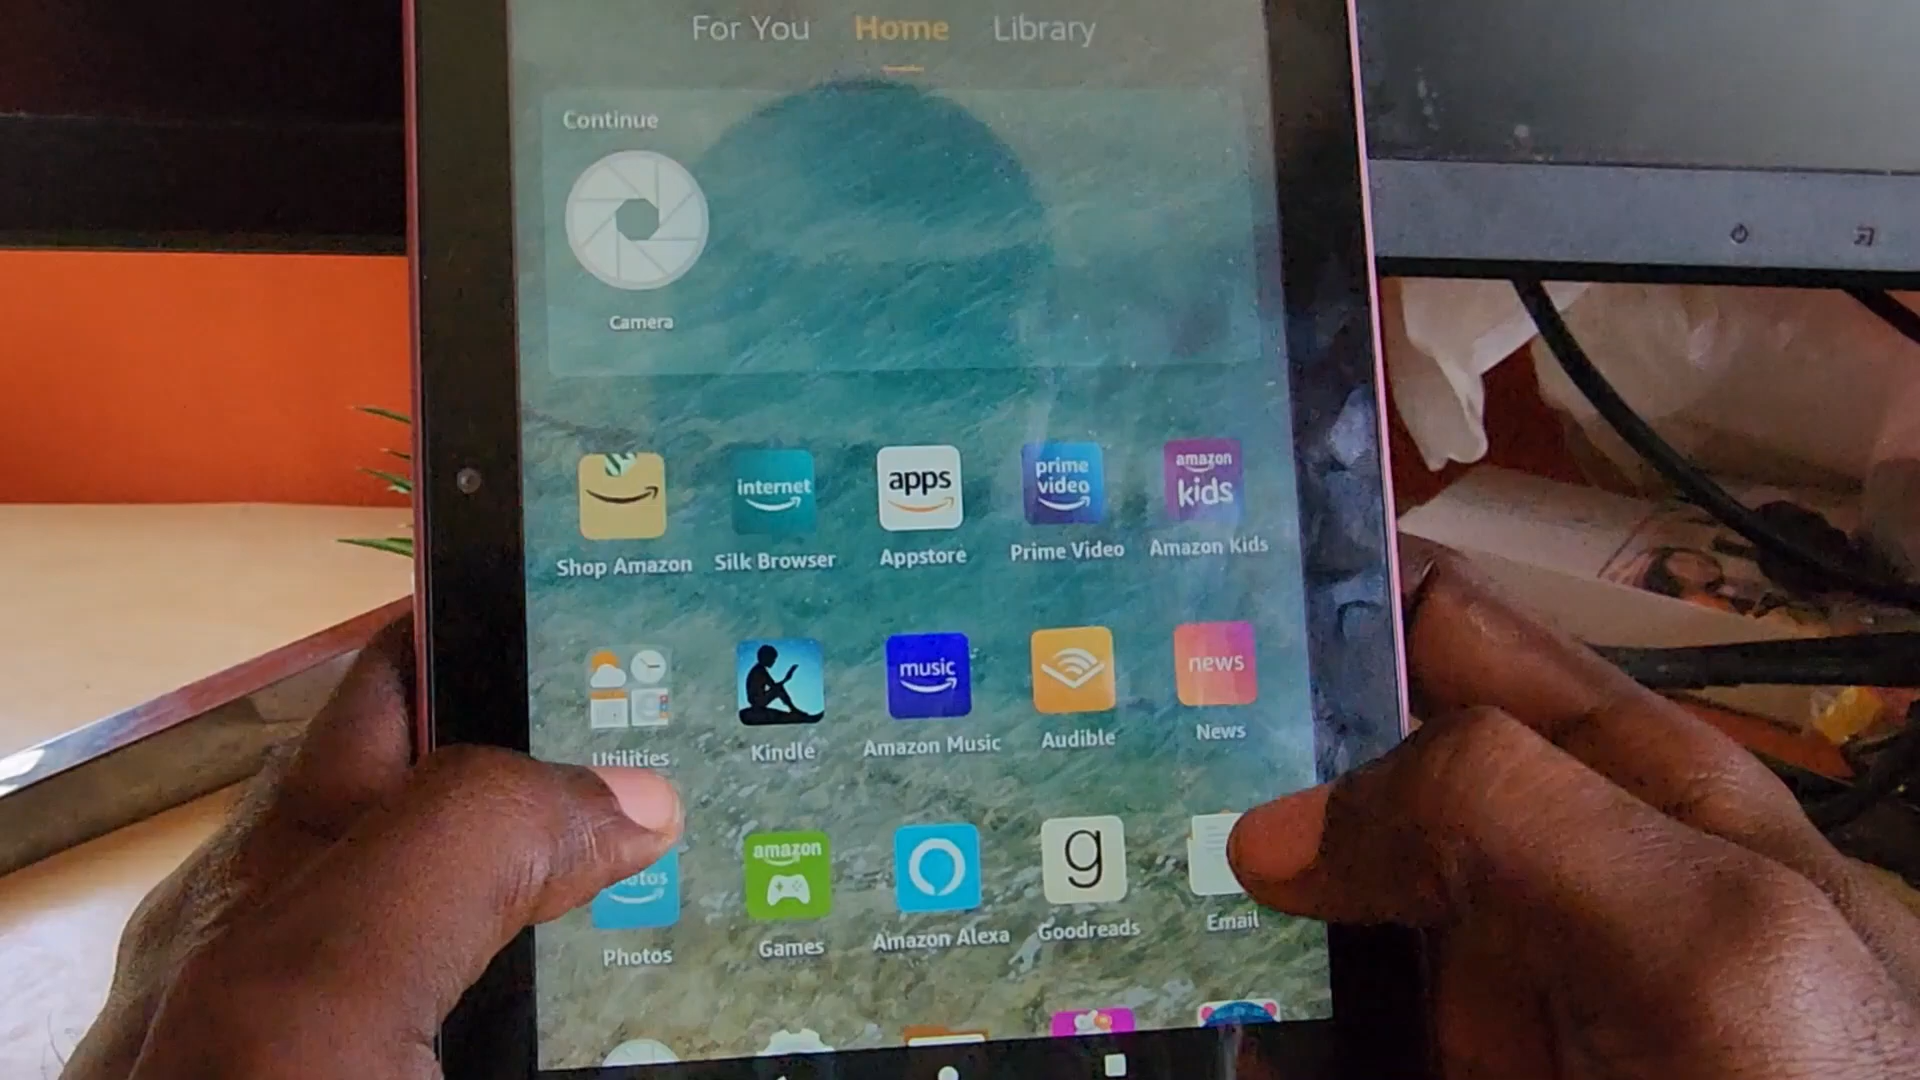 For You Home Library
Continue
Camera
internet
apps
prime video
amazon kids
Shop Amazon Silk Browser Appstore Prime Video Amazon Kids
music
news
Utilities Kindle Amazon Music Audible News
photos
amazon
g
Photos Games Amazon Alexa Goodreads Email